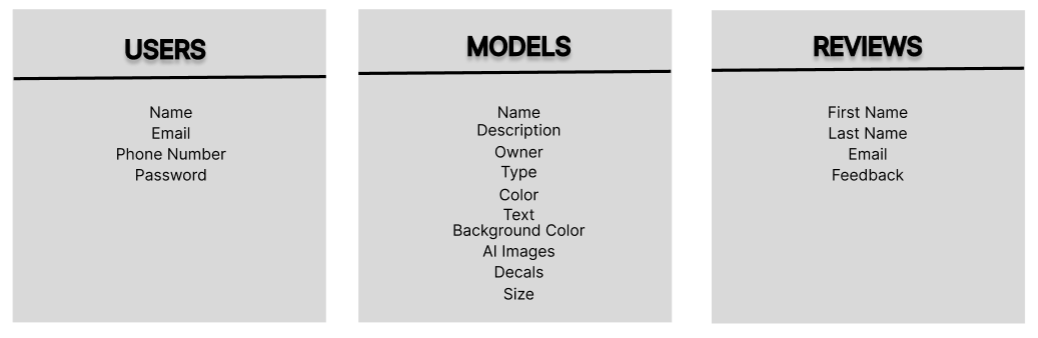 USERS
Name
Email
Phone Number
Password
MODELS
Name
Description
Owner
Type
Color
Text
Background Color
AI Images
Decals
Size
REVIEWS
First Name
Last Name
Email
Feedback